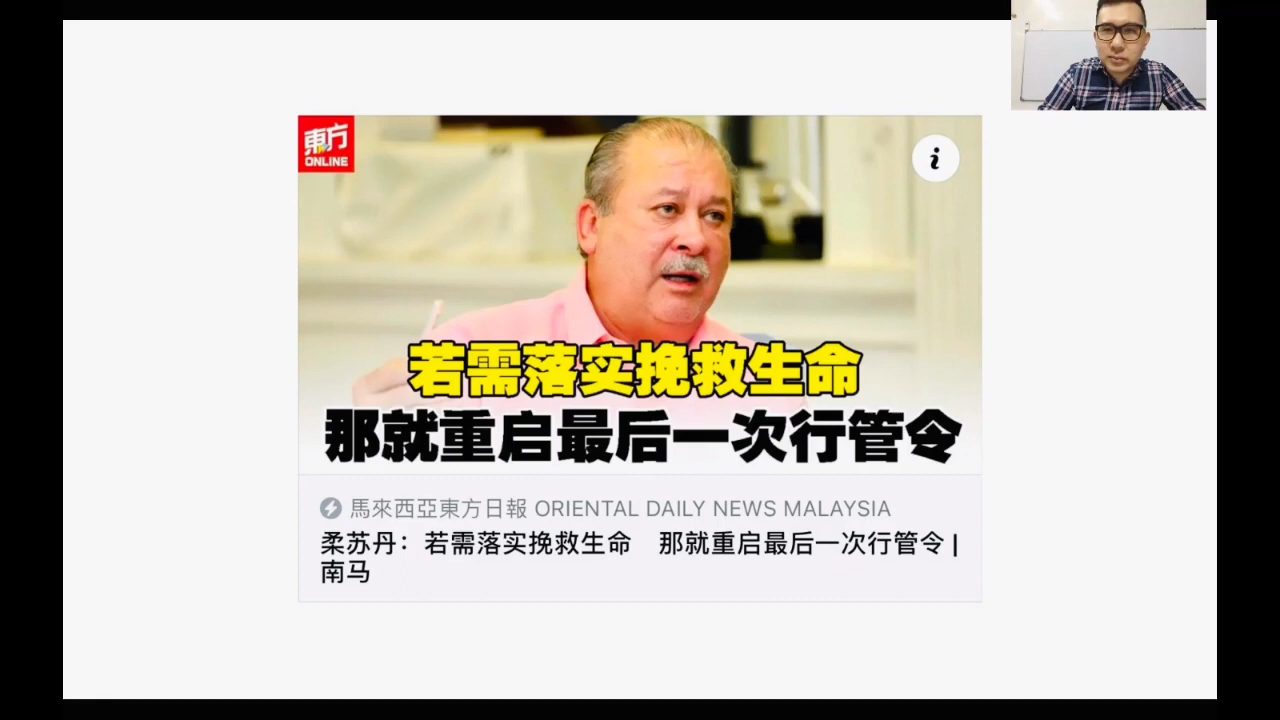 東方
ONLINE
i
若需落实挽救生命
那就重启最后一次行管令
馬來西亞東方日報 ORIENTAL DAILY NEWS MALAYSIA
柔苏丹：若需落实挽救生命　那就重启最后一次行管令 |
南马